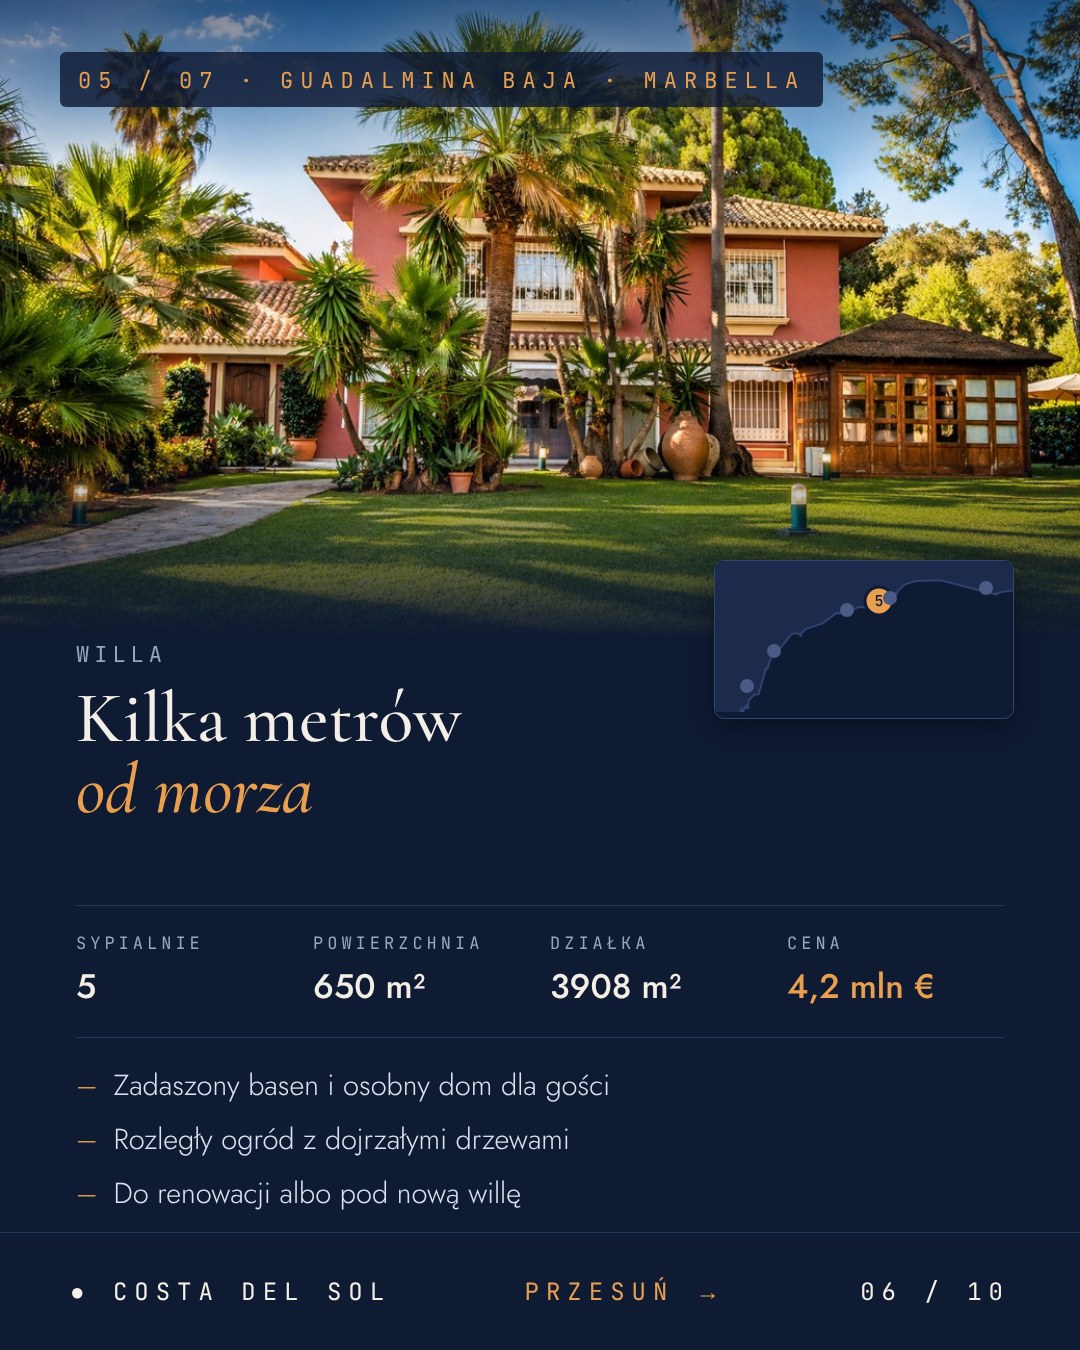 05 / 07 · GUADALMINA BAJA · MARBELLA
5
WILLA
Kilka metrów
od morza
SYPIALNIE POWIERZCHNIA DZIAŁKA CENA
5 650 m² 3908 m² 4,2 mln €
— Zadaszony basen i osobny dom dla gości
— Rozległy ogród z dojrzałymi drzewami
— Do renowacji albo pod nową willę
• COSTA DEL SOL PRZESUŃ → 06 / 10